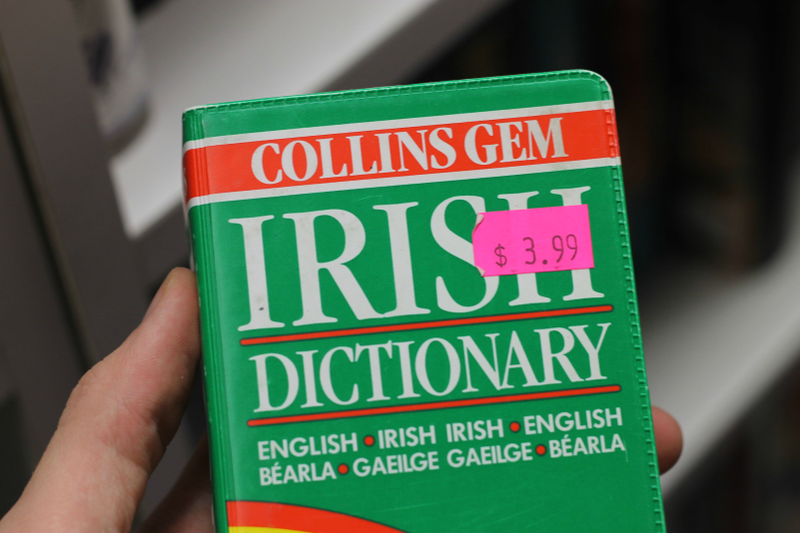 COLLINS GEM
IRISH
$ 3.99
DICTIONARY
ENGLISH • IRISH IRISH • ENGLISH
BÉARLA • GAEILGE GAEILGE • BÉARLA